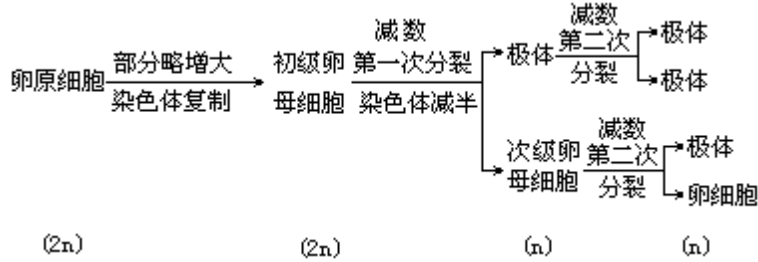 减数
减数 第二次 极体
部分略增大 初级卵 第一次分裂 极体 分裂 极体
卵原细胞 染色体复制 母细胞 染色体减半
减数
次级卵 第二次 极体
母细胞 分裂 卵细胞
(2n) (2n) (n) (n)